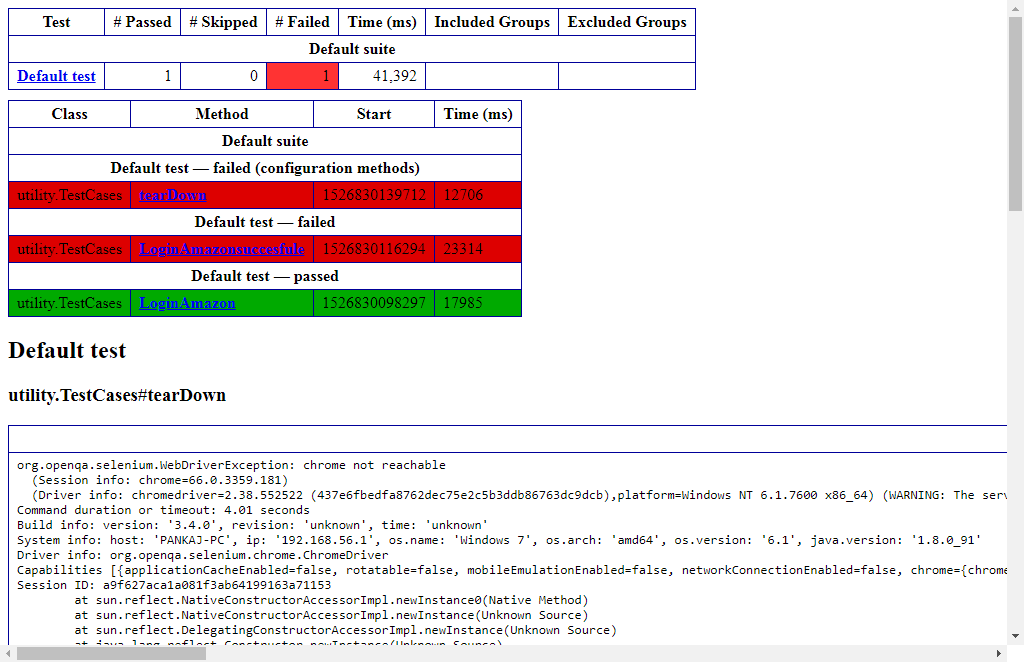 Test # Passed # Skipped # Failed Time (ms) Included Groups Excluded Groups
Default suite
Default test 1 0 1 41,392
Class Method Start Time (ms)
Default suite
Default test — failed (configuration methods)
utility.TestCases tearDown 1526830139712 12706
Default test — failed
utility.TestCases LoginAmazonsuccesfule 1526830116294 23314
Default test — passed
utility.TestCases LoginAmazon 1526830098297 17985
Default test
utility.TestCases#tearDown
org.openqa.selenium.WebDriverException: chrome not reachable
(Session info: chrome=66.0.3359.181)
(Driver info: chromedriver=2.38.552522 (437e6fbedfa8762dec75e2c5b3ddb86763dc9dcb),platform=Windows NT 6.1.7600 x86_64) (WARNING: The serv
Command duration or timeout: 4.01 seconds
Build info: version: '3.4.0', revision: 'unknown', time: 'unknown'
System info: host: 'PANKAJ-PC', ip: '192.168.56.1', os.name: 'Windows 7', os.arch: 'amd64', os.version: '6.1', java.version: '1.8.0_91'
Driver info: org.openqa.selenium.chrome.ChromeDriver
Capabilities [{applicationCacheEnabled=false, rotatable=false, mobileEmulationEnabled=false, networkConnectionEnabled=false, chrome={chrome
Session ID: a9f627aca1a081f3ab64199163a71153
at sun.reflect.NativeConstructorAccessorImpl.newInstance0(Native Method)
at sun.reflect.NativeConstructorAccessorImpl.newInstance(Unknown Source)
at sun.reflect.DelegatingConstructorAccessorImpl.newInstance(Unknown Source)
at java.lang.reflect.Constructor.newInstance(Unknown Source)